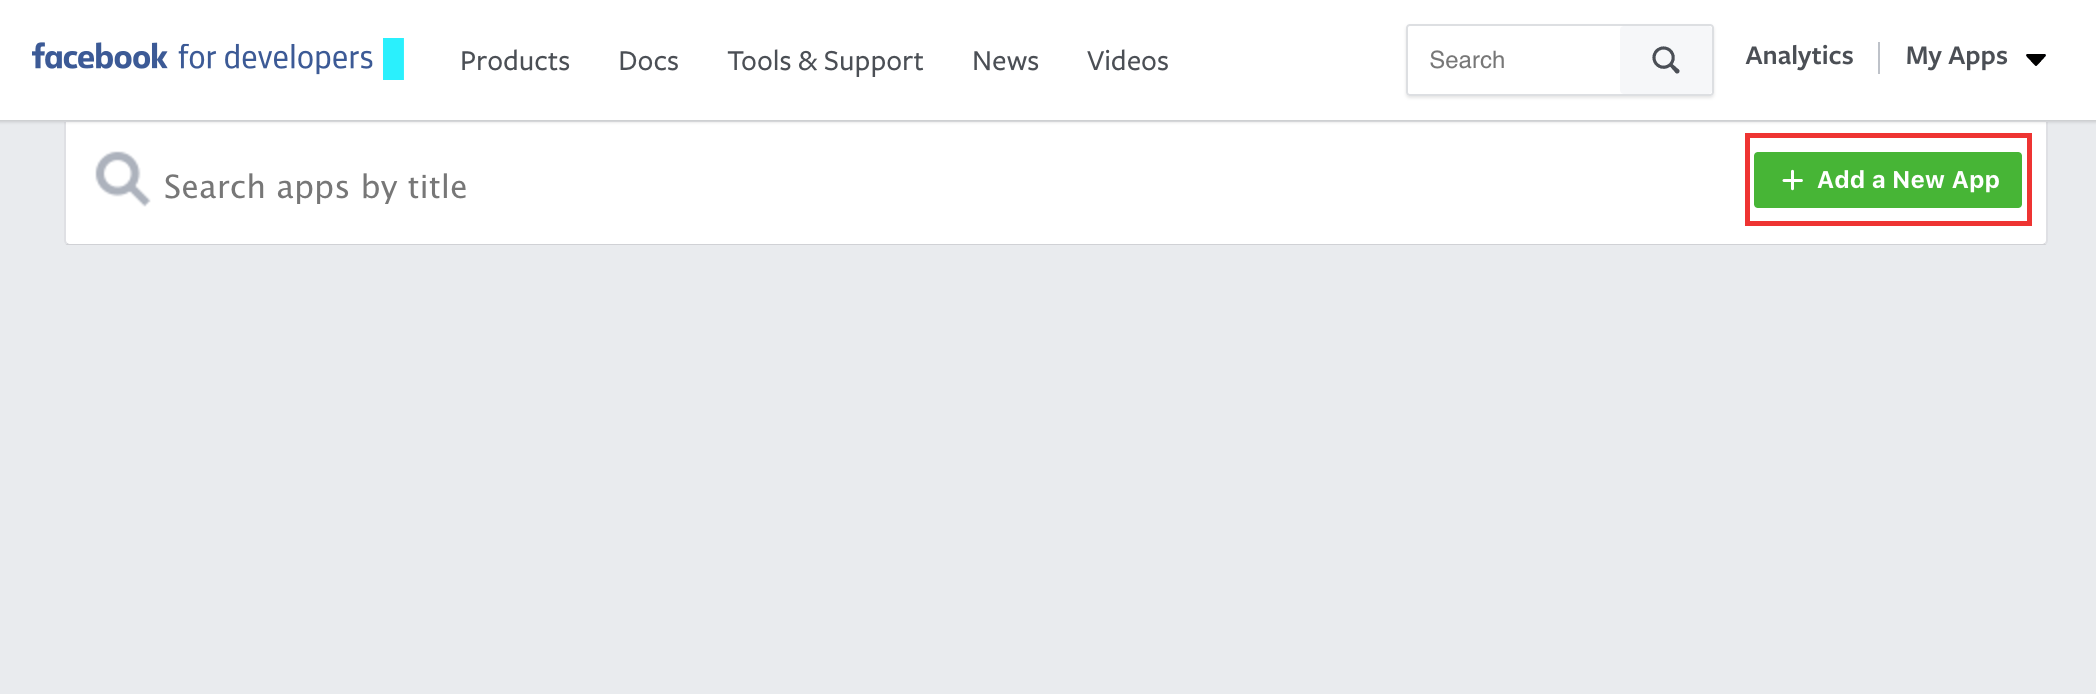 facebook for developers Products Docs Tools & Support News Videos Search Analytics My Apps
Search apps by title + Add a New App